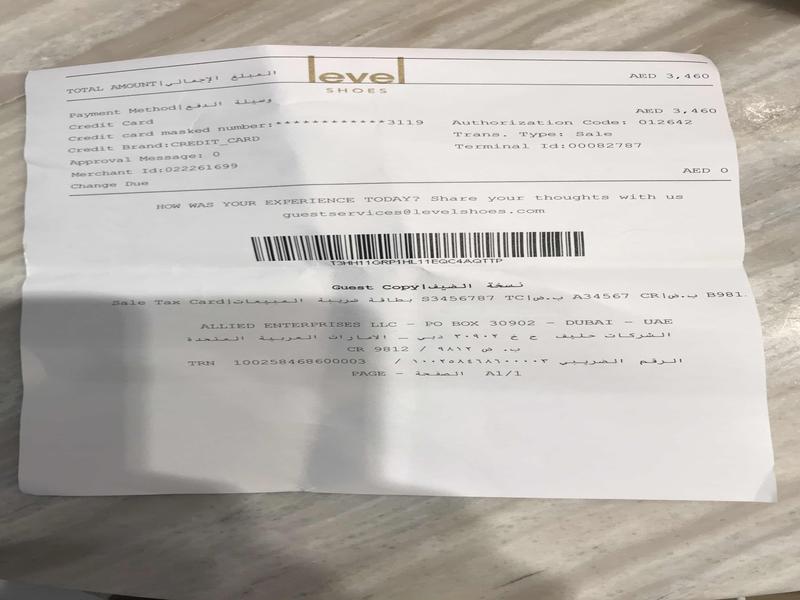 level
SHOES
TOTAL AMOUNT|المبلغ الإجمالي: AED 3,460
Payment Method|وسيلة الدفع
Credit Card AED 3,460
Credit card masked number:************3119 Authorization Code: 012642
Credit Brand:CREDIT_CARD Trans. Type: Sale
Approval Message: 0 Terminal Id:00082787
Merchant Id:022261699
Change Due AED 0
HOW WAS YOUR EXPERIENCE TODAY? Share your thoughts with us
guestservices@levelshoes.com
T3HH11GRP1HL11EQC4AQTTP
Guest Copy|نسخة الضيف
Sale Tax Card|بطاقة ضريبة المبيعات S3456787 TC|ب.ض A34567 CR|ب.ض B981
ALLIED ENTERPRISES LLC - PO BOX 30902 - DUBAI - UAE
الشركات حليف ج ح ٣٠٩٠٢ دبي - الامارات العربية المتحدة
CR 9812 / ٩٨١٢ ب. ض
TRN 100258468600003 / الرقم الضريبي ١٠٠٢٥٨٤٦٨٦٠٠٠٠٣
PAGE - الصفحة A1/1